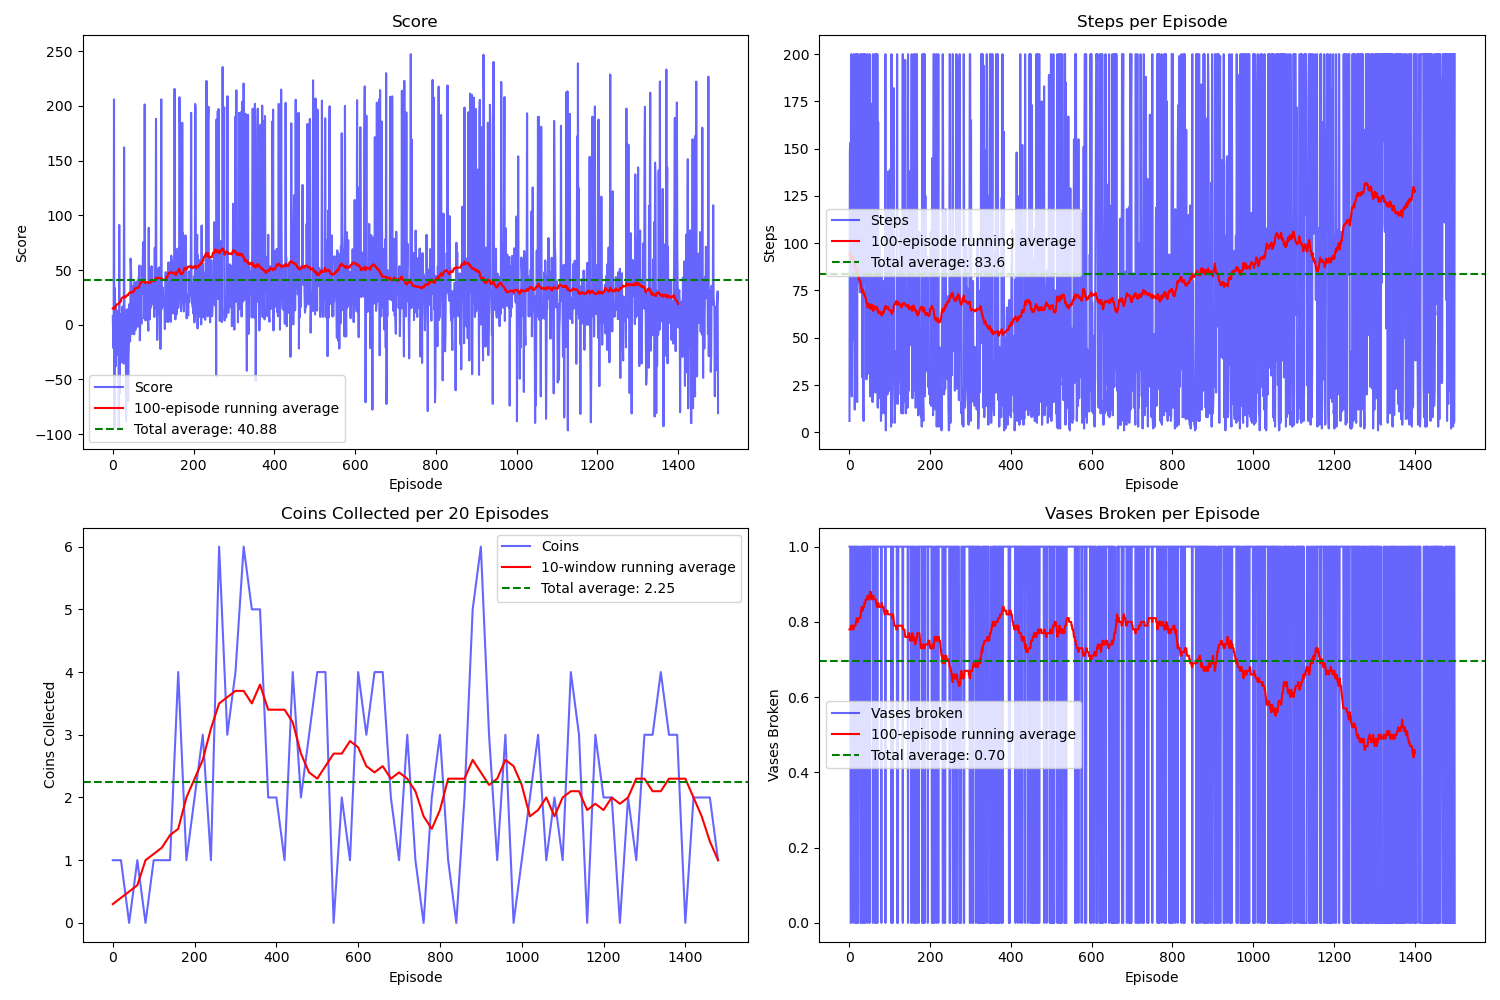 Score
250
200
150
100
50
0
−50
−100
Score
Score
100-episode running average
Total average: 40.88
0 200 400 600 800 1000 1200 1400
Episode
Steps per Episode
200
175
150
125
100
75
50
25
0
Steps
Steps
100-episode running average
Total average: 83.6
0 200 400 600 800 1000 1200 1400
Episode
Coins Collected per 20 Episodes
6
5
4
3
2
1
0
Coins Collected
Coins
10-window running average
Total average: 2.25
0 200 400 600 800 1000 1200 1400
Episode
Vases Broken per Episode
1.0
0.8
0.6
0.4
0.2
0.0
Vases Broken
Vases broken
100-episode running average
Total average: 0.70
0 200 400 600 800 1000 1200 1400
Episode